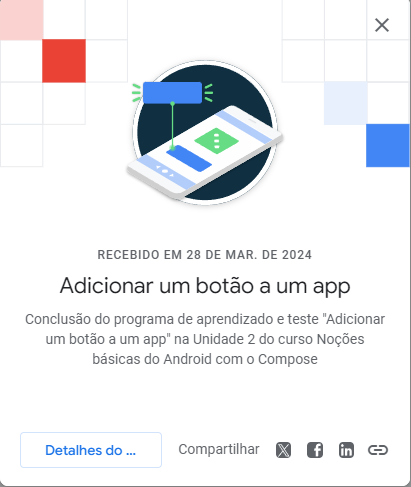 RECEBIDO EM 28 DE MAR. DE 2024
Adicionar um botão a um app
Conclusão do programa de aprendizado e teste "Adicionar
um botão a um app" na Unidade 2 do curso Noções
básicas do Android com o Compose
Detalhes do ...
Compartilhar